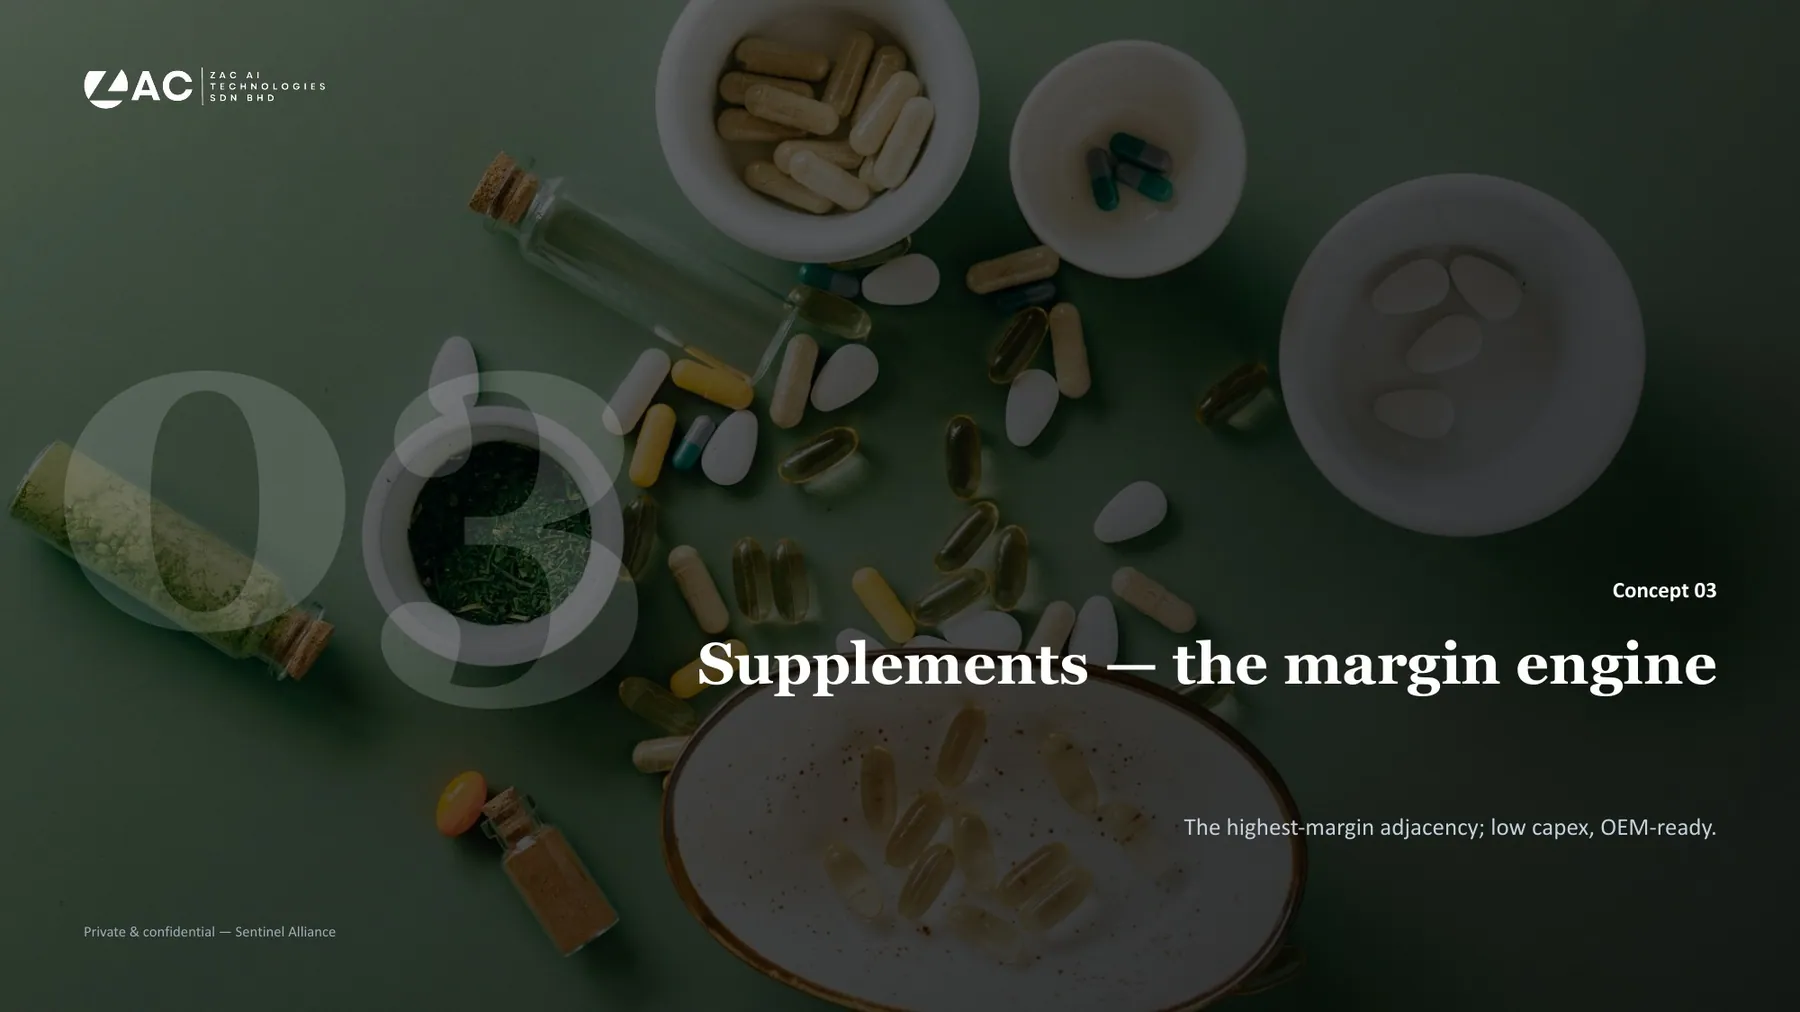 ZAC
ZAC AI
TECHNOLOGIES
SDN BHD
03
Concept 03
Supplements — the margin engine
The highest-margin adjacency; low capex, OEM-ready.
Private & confidential — Sentinel Alliance